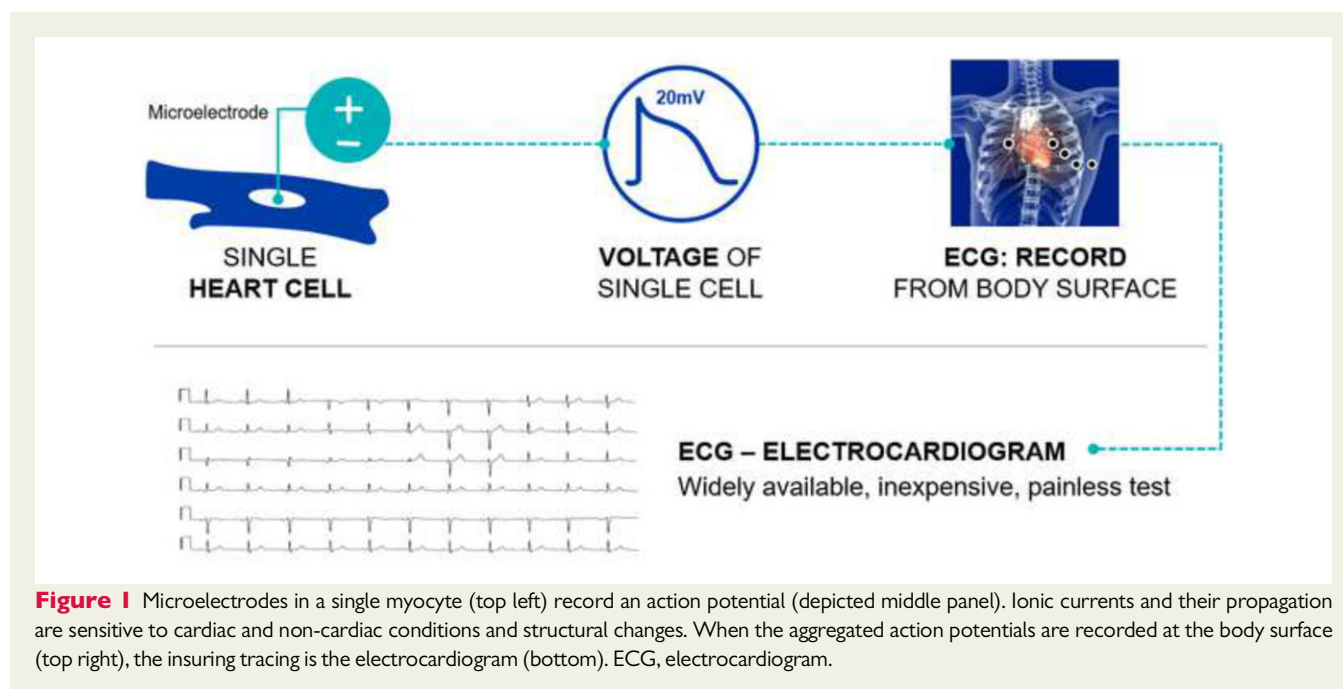 Microelectrode
+
−
20mV
SINGLE
HEART CELL
VOLTAGE OF
SINGLE CELL
ECG: RECORD
FROM BODY SURFACE
ECG – ELECTROCARDIOGRAM
Widely available, inexpensive, painless test
Figure 1 Microelectrodes in a single myocyte (top left) record an action potential (depicted middle panel). Ionic currents and their propagation
are sensitive to cardiac and non-cardiac conditions and structural changes. When the aggregated action potentials are recorded at the body surface
(top right), the insuring tracing is the electrocardiogram (bottom). ECG, electrocardiogram.